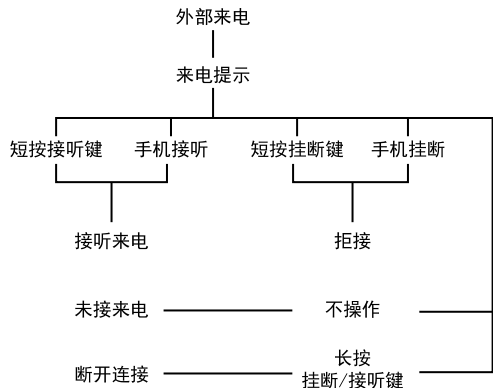 外部来电
来电提示
短按接听键 手机接听 短按挂断键 手机挂断
接听来电 拒接
未接来电 不操作
断开连接 长按
挂断/接听键